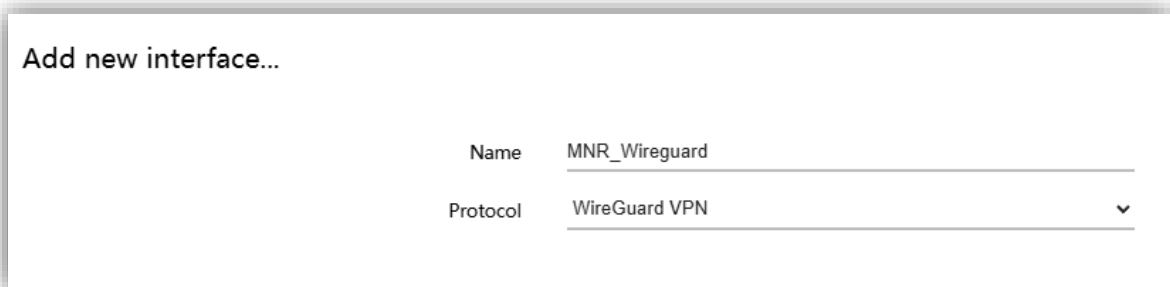 Add new interface...
Name MNR_Wireguard
Protocol WireGuard VPN